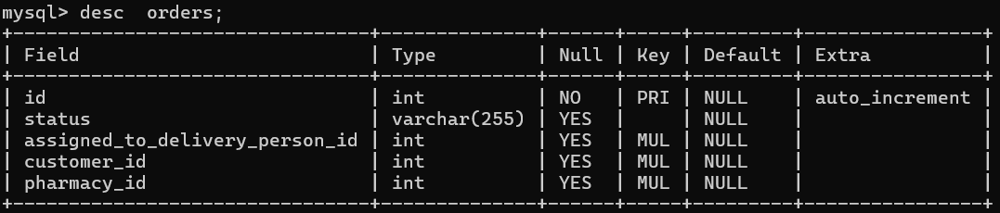 mysql> desc  orders;
+--------------------------------+--------------+------+-----+---------+----------------+
| Field                          | Type         | Null | Key | Default | Extra          |
+--------------------------------+--------------+------+-----+---------+----------------+
| id                             | int          | NO   | PRI | NULL    | auto_increment |
| status                         | varchar(255) | YES  |     | NULL    |                |
| assigned_to_delivery_person_id | int          | YES  | MUL | NULL    |                |
| customer_id                    | int          | YES  | MUL | NULL    |                |
| pharmacy_id                    | int          | YES  | MUL | NULL    |                |
+--------------------------------+--------------+------+-----+---------+----------------+